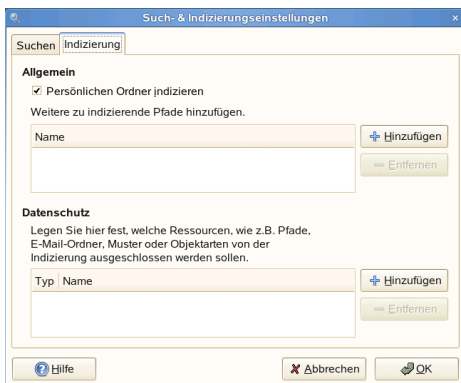 Such- & Indizierungseinstellungen
Suchen Indizierung
Allgemein
Persönlichen Ordner indizieren
Weitere zu indizierende Pfade hinzufügen.
Name
Hinzufügen
Entfernen
Datenschutz
Legen Sie hier fest, welche Ressourcen, wie z.B. Pfade,
E-Mail-Ordner, Muster oder Objektarten von der
Indizierung ausgeschlossen werden sollen.
Typ Name
Hinzufügen
Entfernen
Hilfe Abbrechen OK